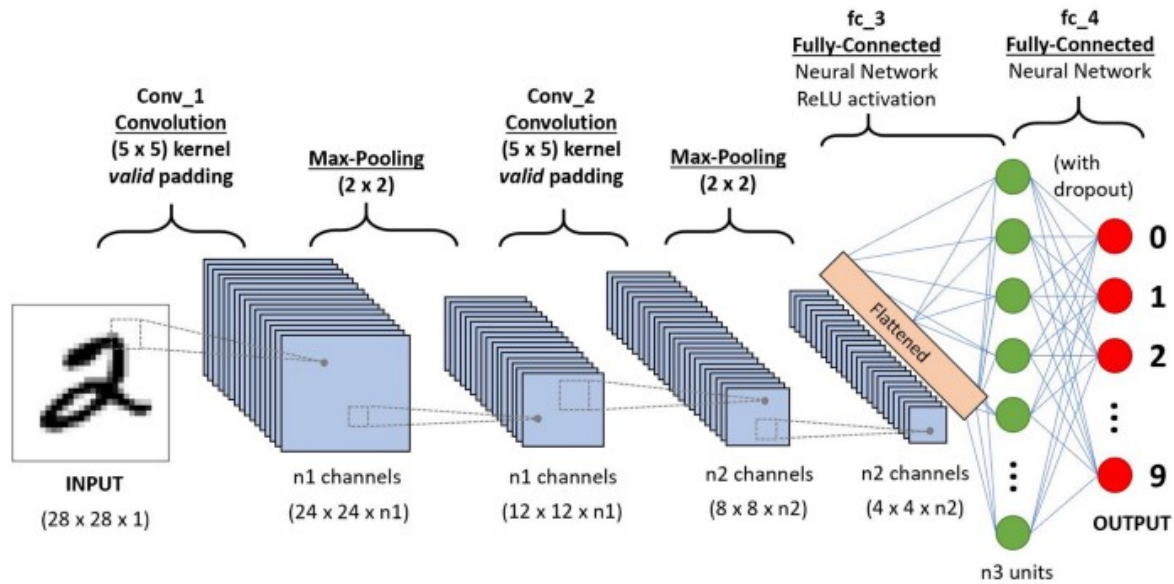 fc_3
Fully-Connected
Neural Network
ReLU activation
fc_4
Fully-Connected
Neural Network
Conv_1
Convolution
(5 x 5) kernel
valid padding
Max-Pooling
(2 x 2)
Conv_2
Convolution
(5 x 5) kernel
valid padding
Max-Pooling
(2 x 2)
(with
dropout)
2
Flattened
0
1
2
...
9
...
INPUT
(28 x 28 x 1)
n1 channels
(24 x 24 x n1)
n1 channels
(12 x 12 x n1)
n2 channels
(8 x 8 x n2)
n2 channels
(4 x 4 x n2)
n3 units
OUTPUT